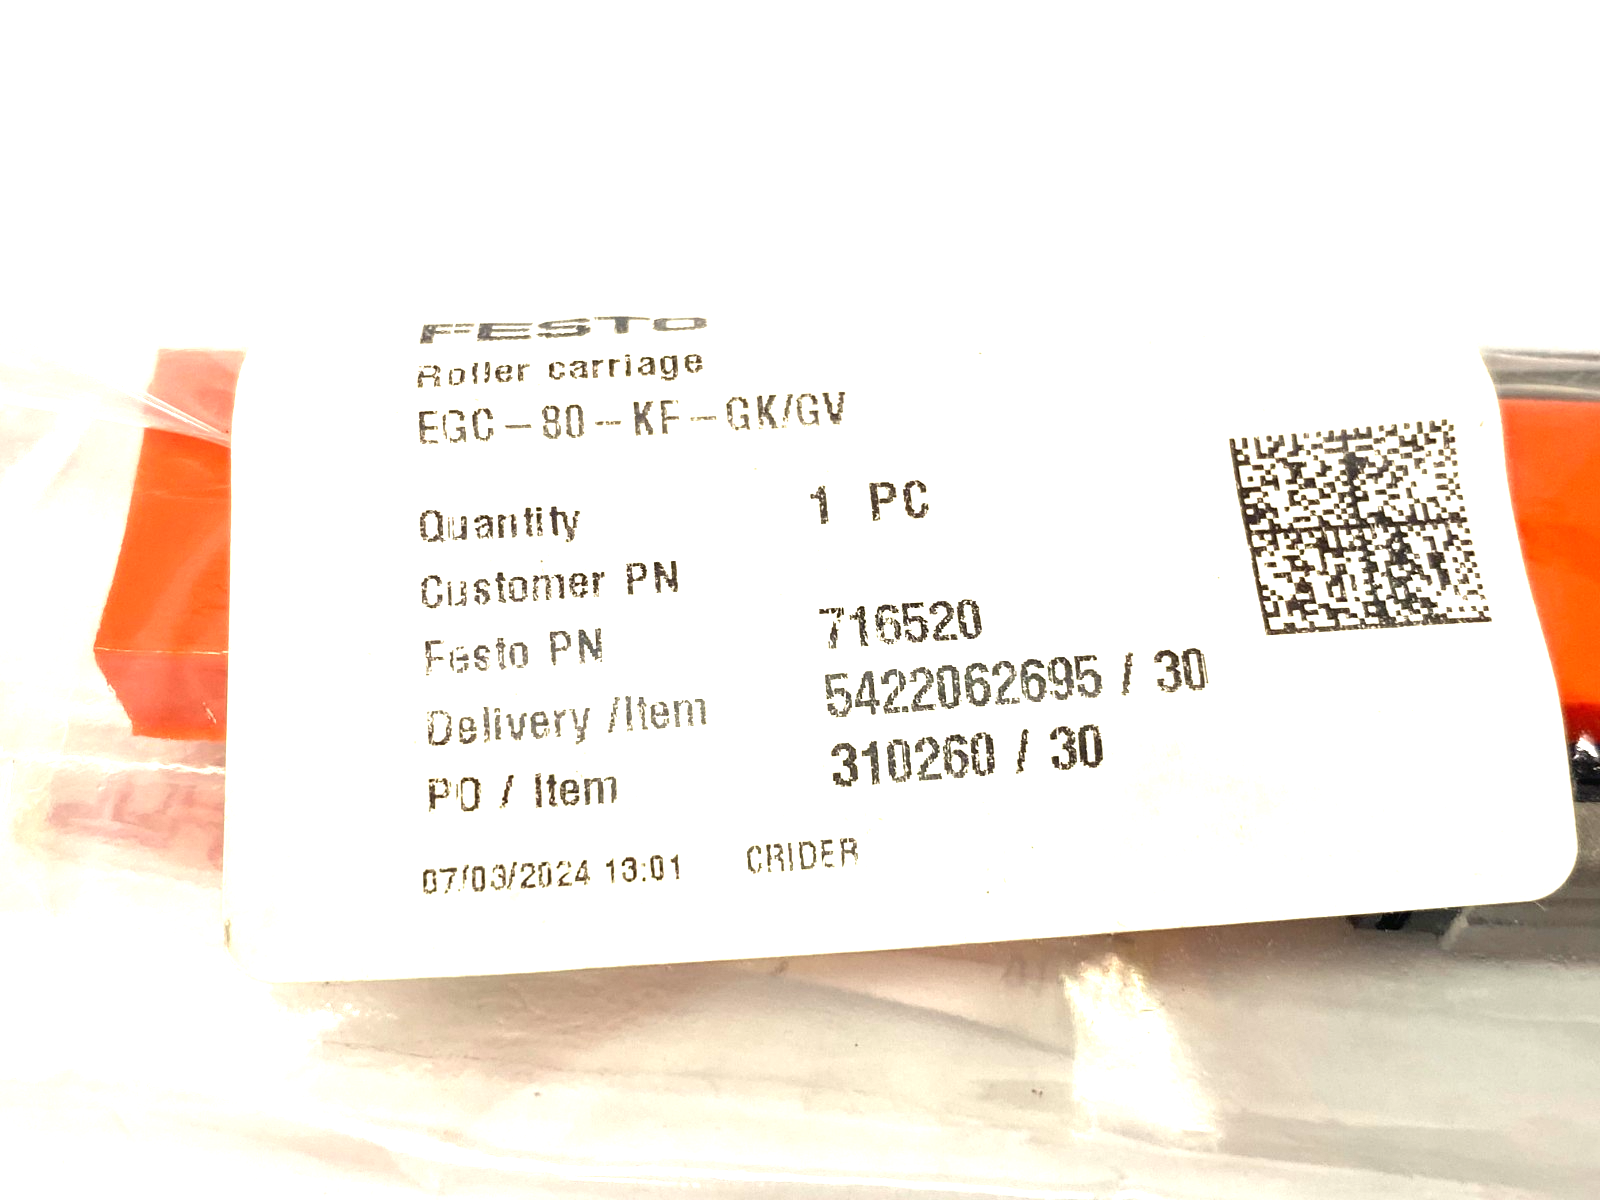 FESTO
Roller carriage
EGC-80-KF-GK/GV
Quantity 1 PC
Customer PN
Festo PN 716520
Delivery /Item 5422062695 / 30
PO / Item 310260 / 30
07/03/2024 13:01 CRIDER